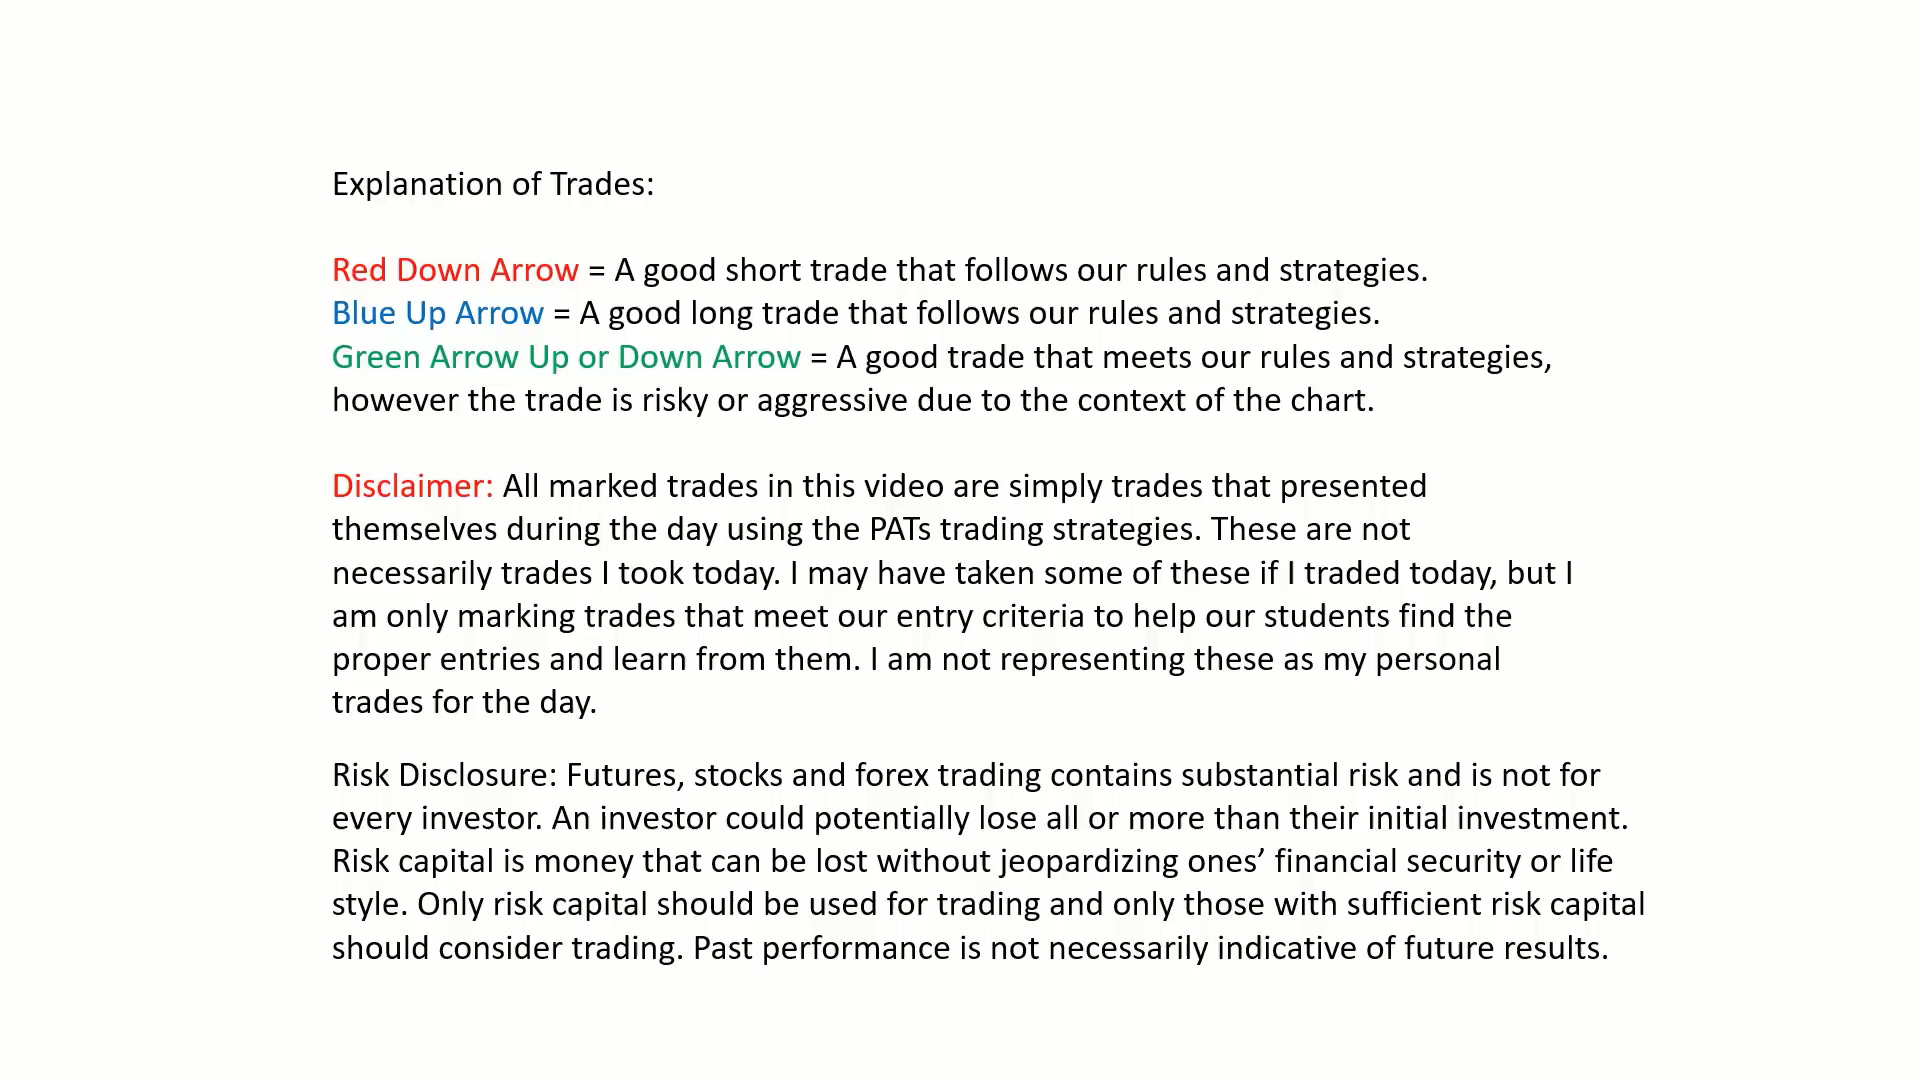 Explanation of Trades:
Red Down Arrow = A good short trade that follows our rules and strategies.
Blue Up Arrow = A good long trade that follows our rules and strategies.
Green Arrow Up or Down Arrow = A good trade that meets our rules and strategies,
however the trade is risky or aggressive due to the context of the chart.
Disclaimer: All marked trades in this video are simply trades that presented
themselves during the day using the PATs trading strategies. These are not
necessarily trades I took today. I may have taken some of these if I traded today, but I
am only marking trades that meet our entry criteria to help our students find the
proper entries and learn from them. I am not representing these as my personal
trades for the day.
Risk Disclosure: Futures, stocks and forex trading contains substantial risk and is not for
every investor. An investor could potentially lose all or more than their initial investment.
Risk capital is money that can be lost without jeopardizing ones’ financial security or life
style. Only risk capital should be used for trading and only those with sufficient risk capital
should consider trading. Past performance is not necessarily indicative of future results.